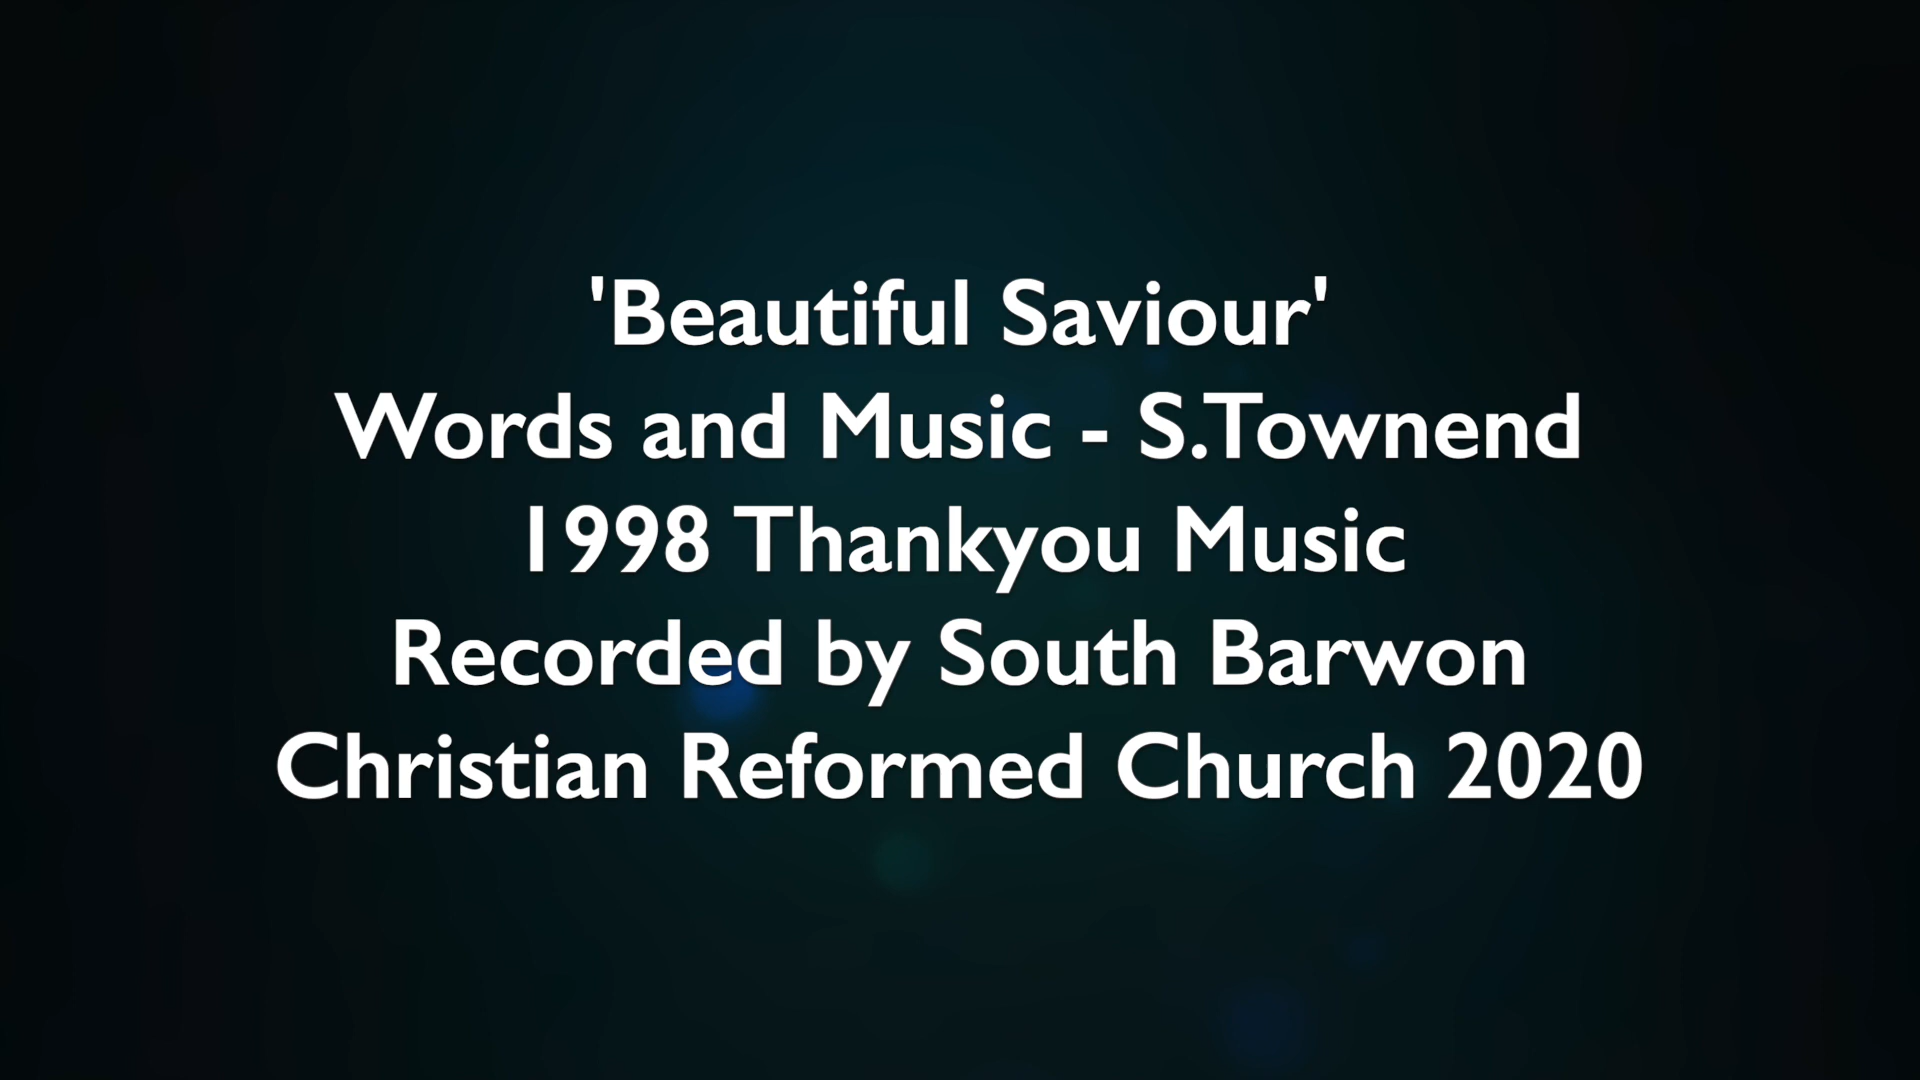 'Beautiful Saviour'
Words and Music - S.Townend
1998 Thankyou Music
Recorded by South Barwon
Christian Reformed Church 2020